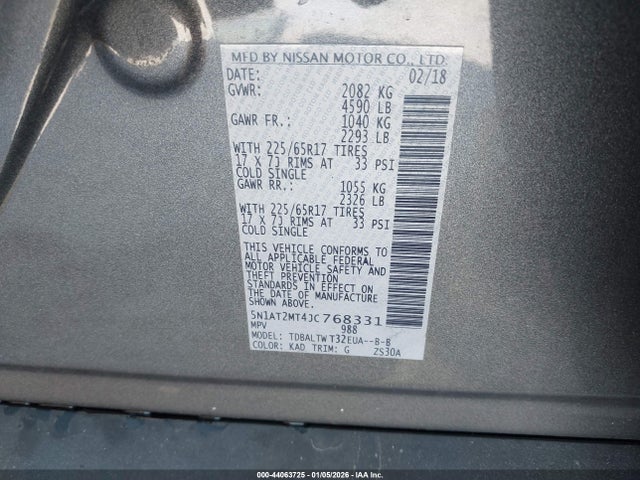 MFD BY NISSAN MOTOR CO., LTD.
DATE: 02/18
GVWR: 2082 KG
4590 LB
GAWR FR.: 1040 KG
2293 LB
WITH 225/65R17 TIRES
17 X 7J RIMS AT 33 PSI
COLD SINGLE
GAWR RR.: 1055 KG
2326 LB
WITH 225/65R17 TIRES
17 X 7J RIMS AT 33 PSI
COLD SINGLE
THIS VEHICLE CONFORMS TO
ALL APPLICABLE FEDERAL
MOTOR VEHICLE SAFETY AND
THEFT PREVENTION
STANDARDS IN EFFECT ON
THE DATE OF MANUFACTURE
SHOWN ABOVE.
5N1AT2MT4JC768331
MPV 988
MODEL: TDBALTW T32EUA--B-B
COLOR: KAD TRIM: G ZS30A
000-44063725 - 01/05/2026 - IAA Inc.